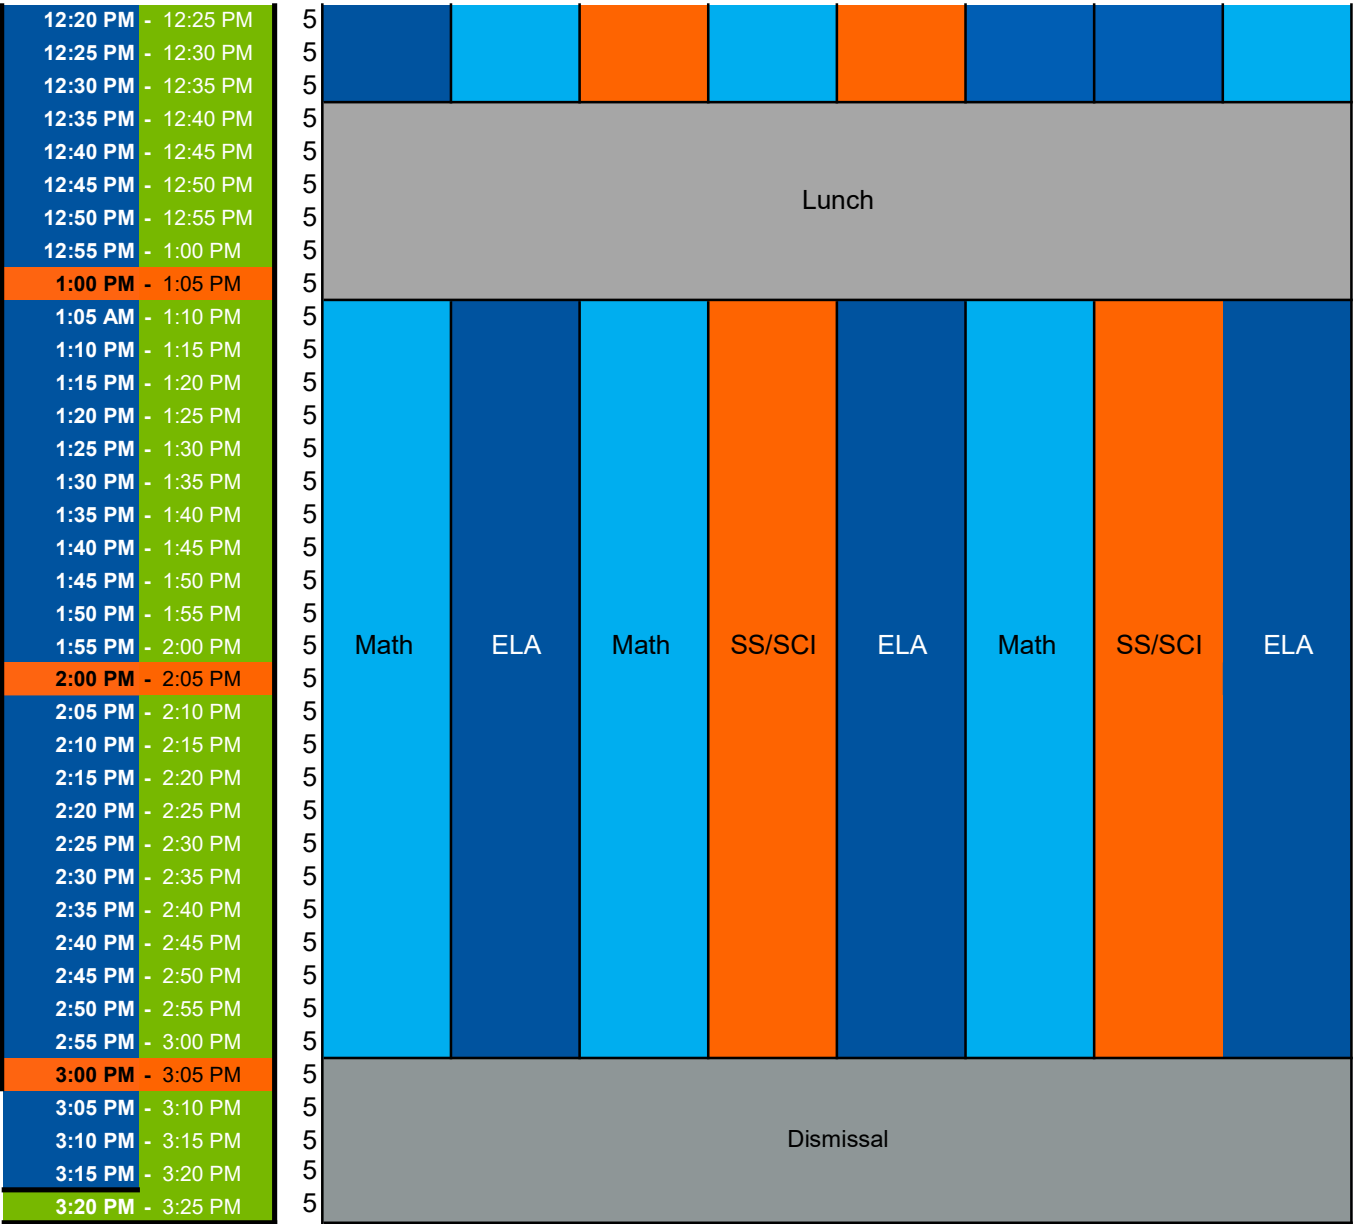 12:20 PM - 12:25 PM 5
12:25 PM - 12:30 PM 5
12:30 PM - 12:35 PM 5
12:35 PM - 12:40 PM 5
12:40 PM - 12:45 PM 5
12:45 PM - 12:50 PM 5
Lunch
12:50 PM - 12:55 PM 5
12:55 PM - 1:00 PM 5
1:00 PM - 1:05 PM 5
1:05 AM - 1:10 PM 5
1:10 PM - 1:15 PM 5
1:15 PM - 1:20 PM 5
1:20 PM - 1:25 PM 5
1:25 PM - 1:30 PM 5
1:30 PM - 1:35 PM 5
1:35 PM - 1:40 PM 5
1:40 PM - 1:45 PM 5
1:45 PM - 1:50 PM 5
1:50 PM - 1:55 PM 5
1:55 PM - 2:00 PM 5 Math ELA Math SS/SCI ELA Math SS/SCI ELA
2:00 PM - 2:05 PM 5
2:05 PM - 2:10 PM 5
2:10 PM - 2:15 PM 5
2:15 PM - 2:20 PM 5
2:20 PM - 2:25 PM 5
2:25 PM - 2:30 PM 5
2:30 PM - 2:35 PM 5
2:35 PM - 2:40 PM 5
2:40 PM - 2:45 PM 5
2:45 PM - 2:50 PM 5
2:50 PM - 2:55 PM 5
2:55 PM - 3:00 PM 5
3:00 PM - 3:05 PM 5
3:05 PM - 3:10 PM 5
3:10 PM - 3:15 PM 5 Dismissal
3:15 PM - 3:20 PM 5
3:20 PM - 3:25 PM 5